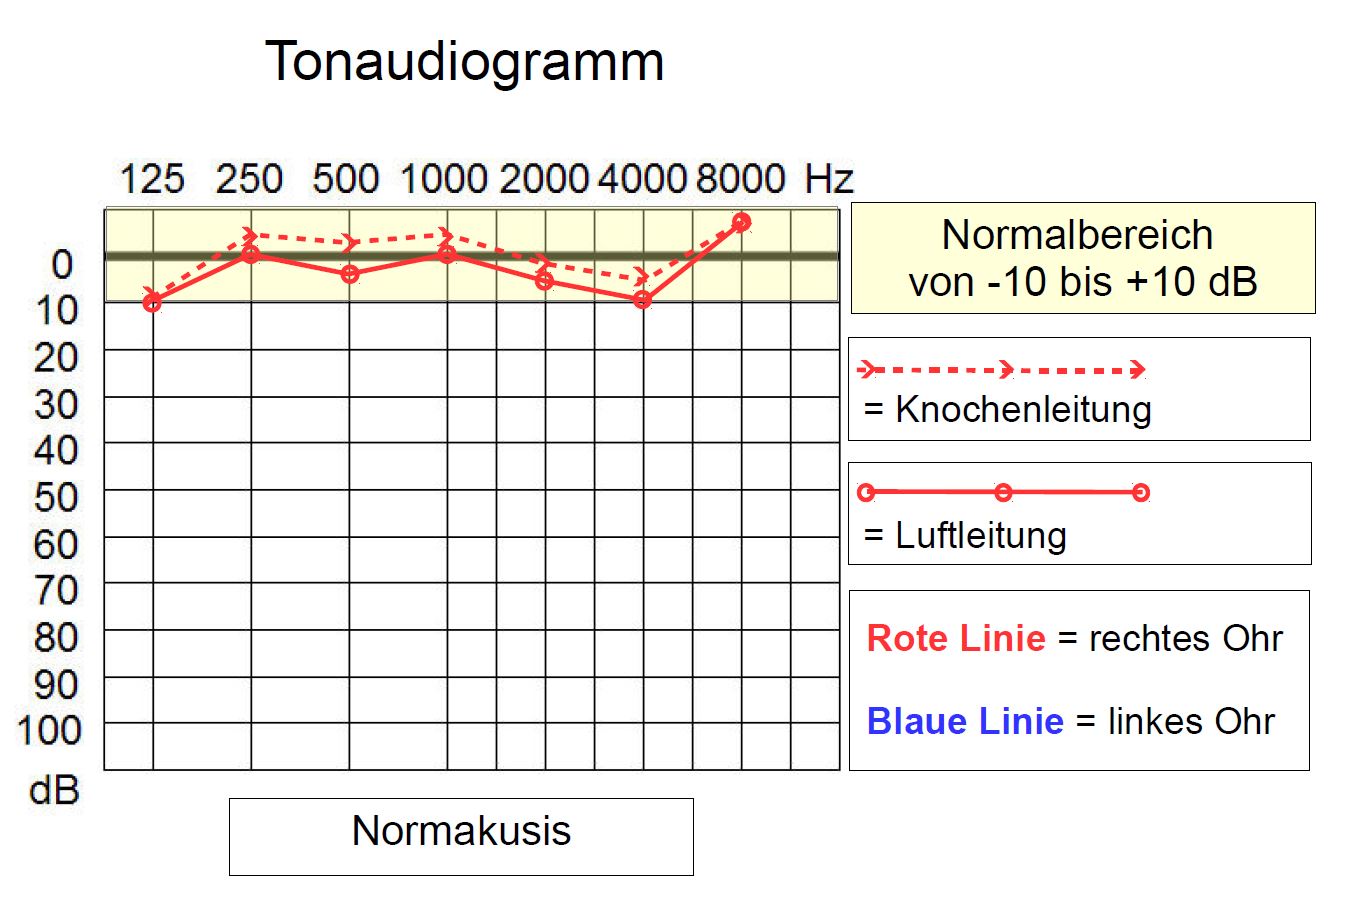 Tonaudiogramm
125 250 500 1000 2000 4000 8000 Hz
0
10
20
30
40
50
60
70
80
90
100
dB
Normakusis
Normalbereich
von -10 bis +10 dB
= Knochenleitung
= Luftleitung
Rote Linie = rechtes Ohr
Blaue Linie = linkes Ohr